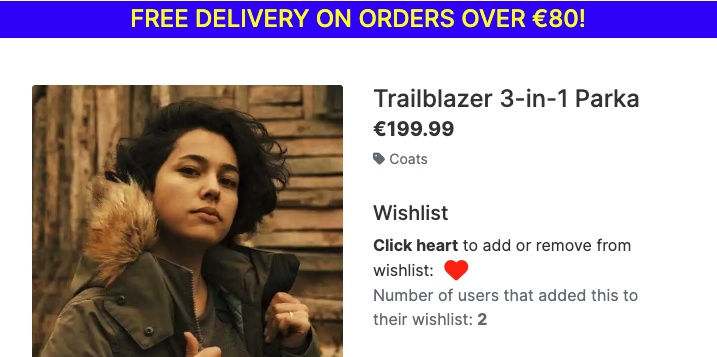 FREE DELIVERY ON ORDERS OVER €80!
Trailblazer 3-in-1 Parka
€199.99
Coats
Wishlist
Click heart to add or remove from
wishlist:
Number of users that added this to
their wishlist: 2